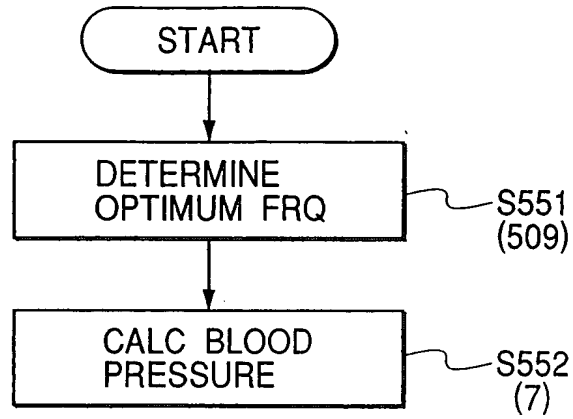 START
DETERMINE
OPTIMUM FRQ
S551
(509)
CALC BLOOD
PRESSURE
S552
(7)